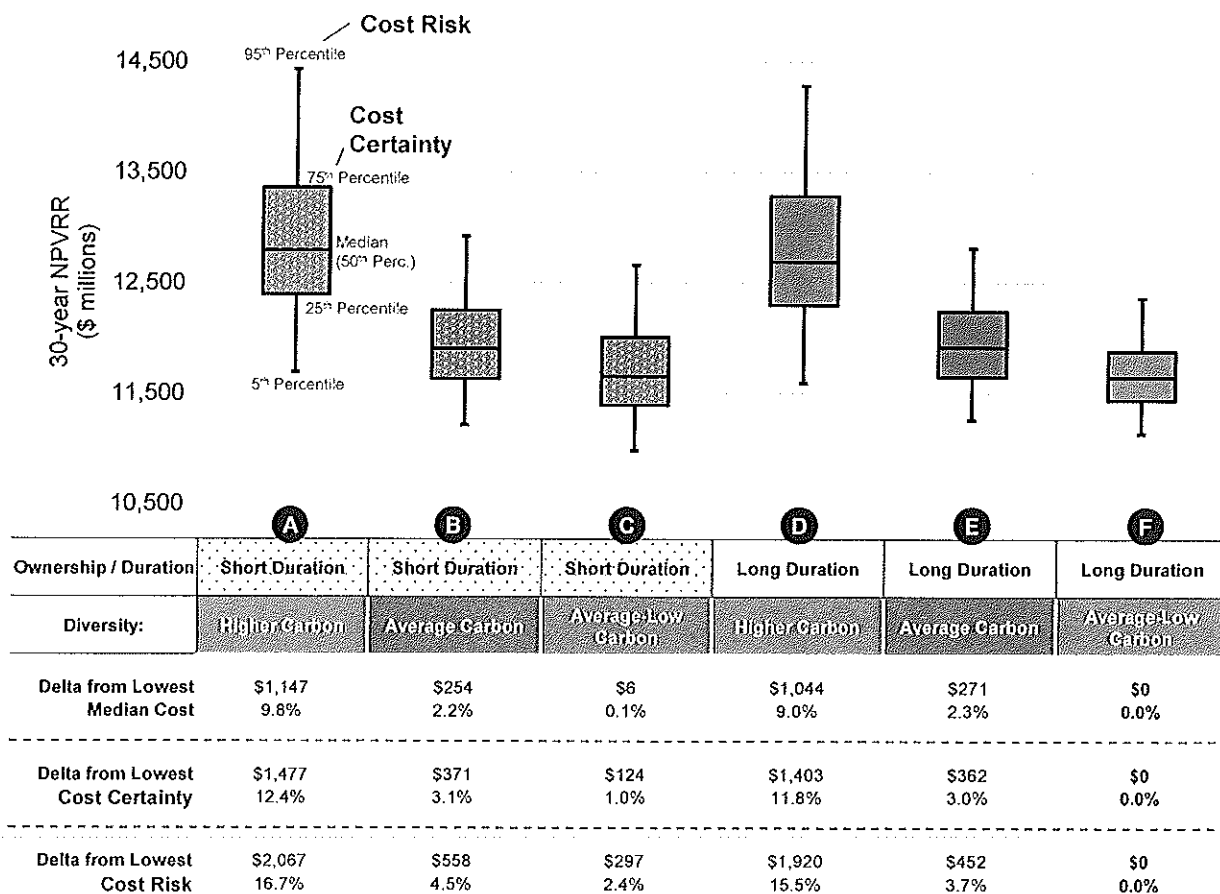 Cost Risk
95th Percentile
14,500
Cost
Certainty
13,500
75th Percentile
30-year NPVRR
($ millions)
Median
(50th Perc.)
12,500
25th Percentile
5th Percentile
11,500
10,500
A B C D E F
Ownership / Duration Short Duration Short Duration Short Duration Long Duration Long Duration Long Duration
Diversity: Higher Carbon Average Carbon Average-Low Carbon Higher Carbon Average Carbon Average-Low Carbon
Delta from Lowest $1,147 $254 $6 $1,044 $271 $0
Median Cost 9.8% 2.2% 0.1% 9.0% 2.3% 0.0%
Delta from Lowest $1,477 $371 $124 $1,403 $362 $0
Cost Certainty 12.4% 3.1% 1.0% 11.8% 3.0% 0.0%
Delta from Lowest $2,067 $558 $297 $1,920 $452 $0
Cost Risk 16.7% 4.5% 2.4% 15.5% 3.7% 0.0%